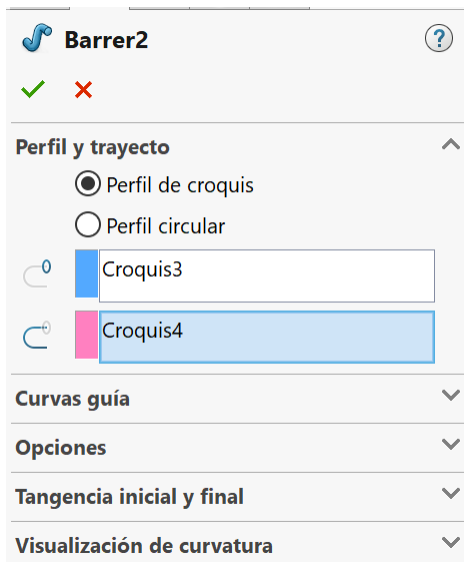 Barrer2
?
Perfil y trayecto
Perfil de croquis
Perfil circular
Croquis3
Croquis4
Curvas guía
Opciones
Tangencia inicial y final
Visualización de curvatura